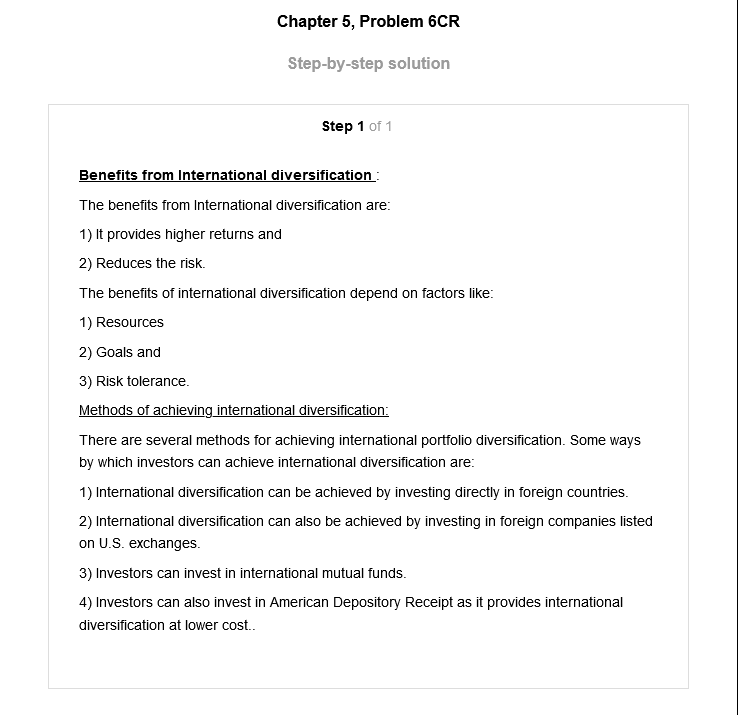 Chapter 5, Problem 6CR
Step-by-step solution
Step 1 of 1
Benefits from International diversification :
The benefits from International diversification are:
1) It provides higher returns and
2) Reduces the risk.
The benefits of international diversification depend on factors like:
1) Resources
2) Goals and
3) Risk tolerance.
Methods of achieving international diversification:
There are several methods for achieving international portfolio diversification. Some ways
by which investors can achieve international diversification are:
1) International diversification can be achieved by investing directly in foreign countries.
2) International diversification can also be achieved by investing in foreign companies listed
on U.S. exchanges.
3) Investors can invest in international mutual funds.
4) Investors can also invest in American Depository Receipt as it provides international
diversification at lower cost..